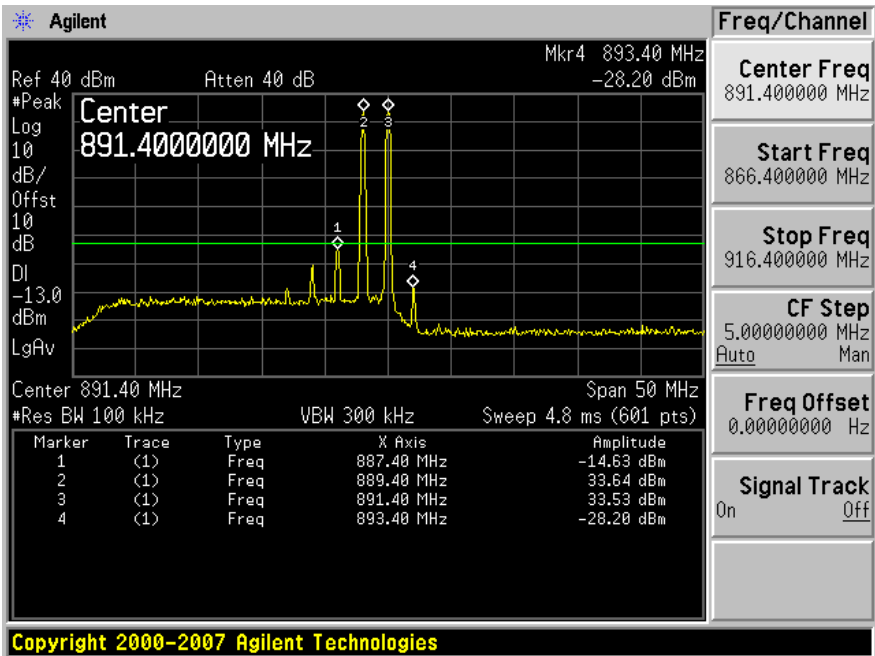 Agilent
Freq/Channel
Mkr4 893.40 MHz
Ref 40 dBm Atten 40 dB −28.20 dBm
#Peak
Log
10
dB/
Offst
10
dB
DI
−13.0
dBm
LgAv
Center
891.4000000 MHz
1
2
3
4
Center 891.40 MHz Span 50 MHz
#Res BW 100 kHz VBW 300 kHz Sweep 4.8 ms (601 pts)
Marker Trace Type X Axis Amplitude
1 (1) Freq 887.40 MHz −14.63 dBm
2 (1) Freq 889.40 MHz 33.64 dBm
3 (1) Freq 891.40 MHz 33.53 dBm
4 (1) Freq 893.40 MHz −28.20 dBm
Center Freq
891.400000 MHz
Start Freq
866.400000 MHz
Stop Freq
916.400000 MHz
CF Step
5.00000000 MHz
Auto Man
Freq Offset
0.00000000 Hz
Signal Track
On Off
Copyright 2000−2007 Agilent Technologies